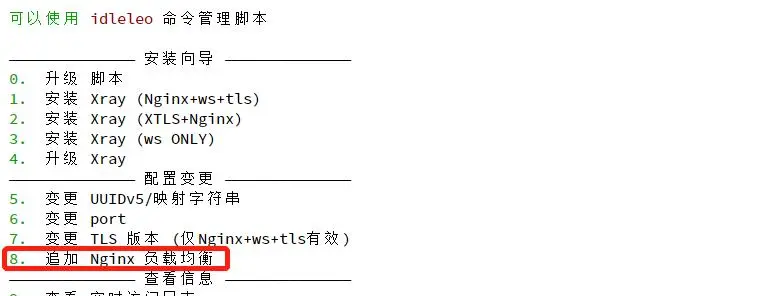 可以使用 idleleo 命令管理脚本
安装向导
0. 升级 脚本
1. 安装 Xray (Nginx+ws+tls)
2. 安装 Xray (XTLS+Nginx)
3. 安装 Xray (ws ONLY)
4. 升级 Xray
配置变更
5. 变更 UUIDv5/映射字符串
6. 变更 port
7. 变更 TLS 版本 (仅Nginx+ws+tls有效)
8. 追加 Nginx 负载均衡
查看信息